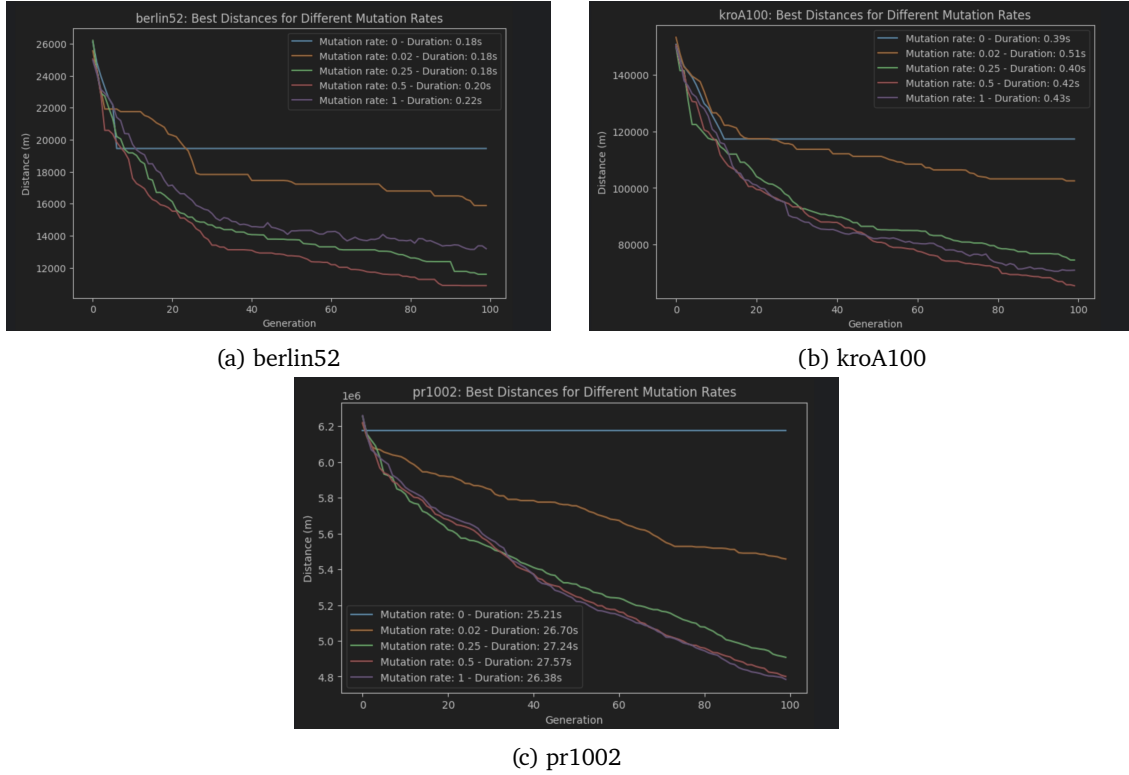 berlin52: Best Distances for Different Mutation Rates
26000
24000
22000
20000
18000
16000
14000
12000
Distance (m)
Mutation rate: 0 - Duration: 0.18s
Mutation rate: 0.02 - Duration: 0.18s
Mutation rate: 0.25 - Duration: 0.18s
Mutation rate: 0.5 - Duration: 0.20s
Mutation rate: 1 - Duration: 0.22s
0 20 40 60 80 100
Generation
(a) berlin52
kroA100: Best Distances for Different Mutation Rates
140000
120000
100000
80000
Distance (m)
Mutation rate: 0 - Duration: 0.39s
Mutation rate: 0.02 - Duration: 0.51s
Mutation rate: 0.25 - Duration: 0.40s
Mutation rate: 0.5 - Duration: 0.42s
Mutation rate: 1 - Duration: 0.43s
0 20 40 60 80 100
Generation
(b) kroA100
pr1002: Best Distances for Different Mutation Rates
1e6
6.2
6.0
5.8
5.6
5.4
5.2
5.0
4.8
Distance (m)
Mutation rate: 0 - Duration: 25.21s
Mutation rate: 0.02 - Duration: 26.70s
Mutation rate: 0.25 - Duration: 27.24s
Mutation rate: 0.5 - Duration: 27.57s
Mutation rate: 1 - Duration: 26.38s
0 20 40 60 80 100
Generation
(c) pr1002